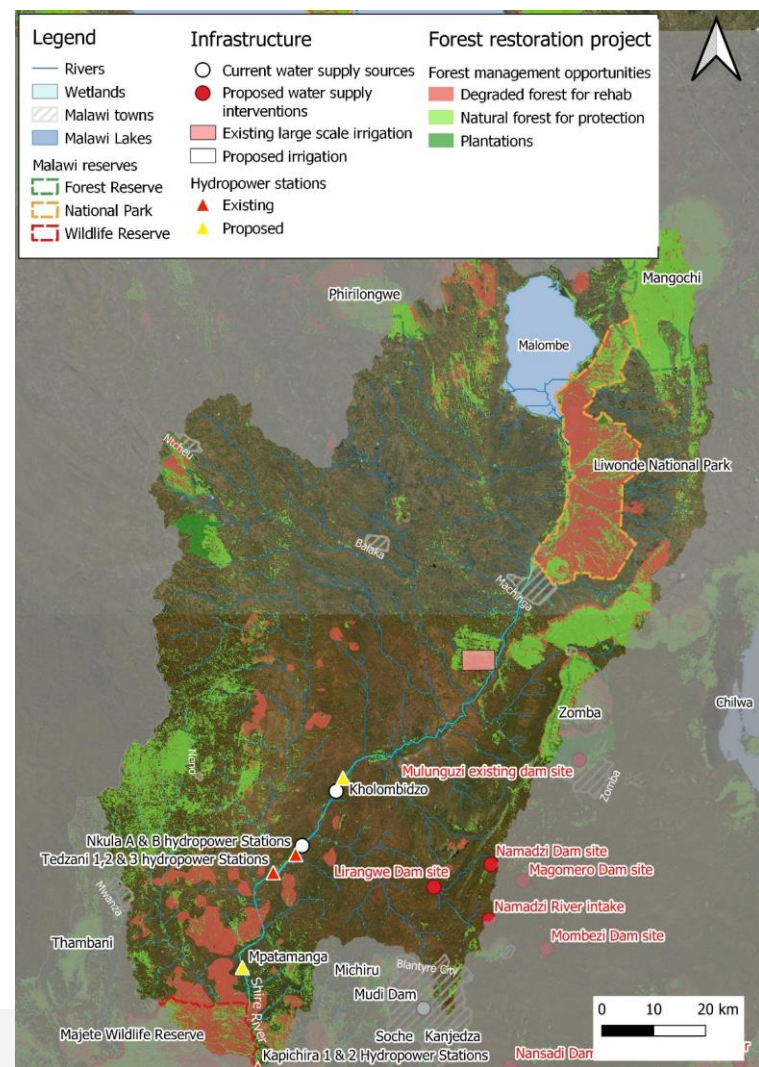 Legend
Rivers
Wetlands
Malawi towns
Malawi Lakes
Malawi reserves
Forest Reserve
National Park
Wildlife Reserve
Infrastructure
Current water supply sources
Proposed water supply
interventions
Existing large scale irrigation
Proposed irrigation
Hydropower stations
Existing
Proposed
Forest restoration project
Forest management opportunities
Degraded forest for rehab
Natural forest for protection
Plantations
Mangochi
Phirilongwe
Malombe
Ntcheu
Liwonde National Park
Balaka
Machinga
Chilwa
Zomba
Mulunguzi existing dam site
Neno
Zomba
Kholombidzo
Nkula A & B hydropower Stations
Tedzani 1,2 & 3 hydropower Stations
Namadzi Dam site
Lirangwe Dam site
Magomero Dam site
Mwanza
Namadzi River intake
Thambani
Mombezi Dam site
Mpatamanga
Michiru
Blantyre City
Shire River
Mudi Dam
0 10 20 km
Majete Wildlife Reserve
Soche Kanjedza
Kapichira 1 & 2 Hydropower Stations
Nansadi Dam